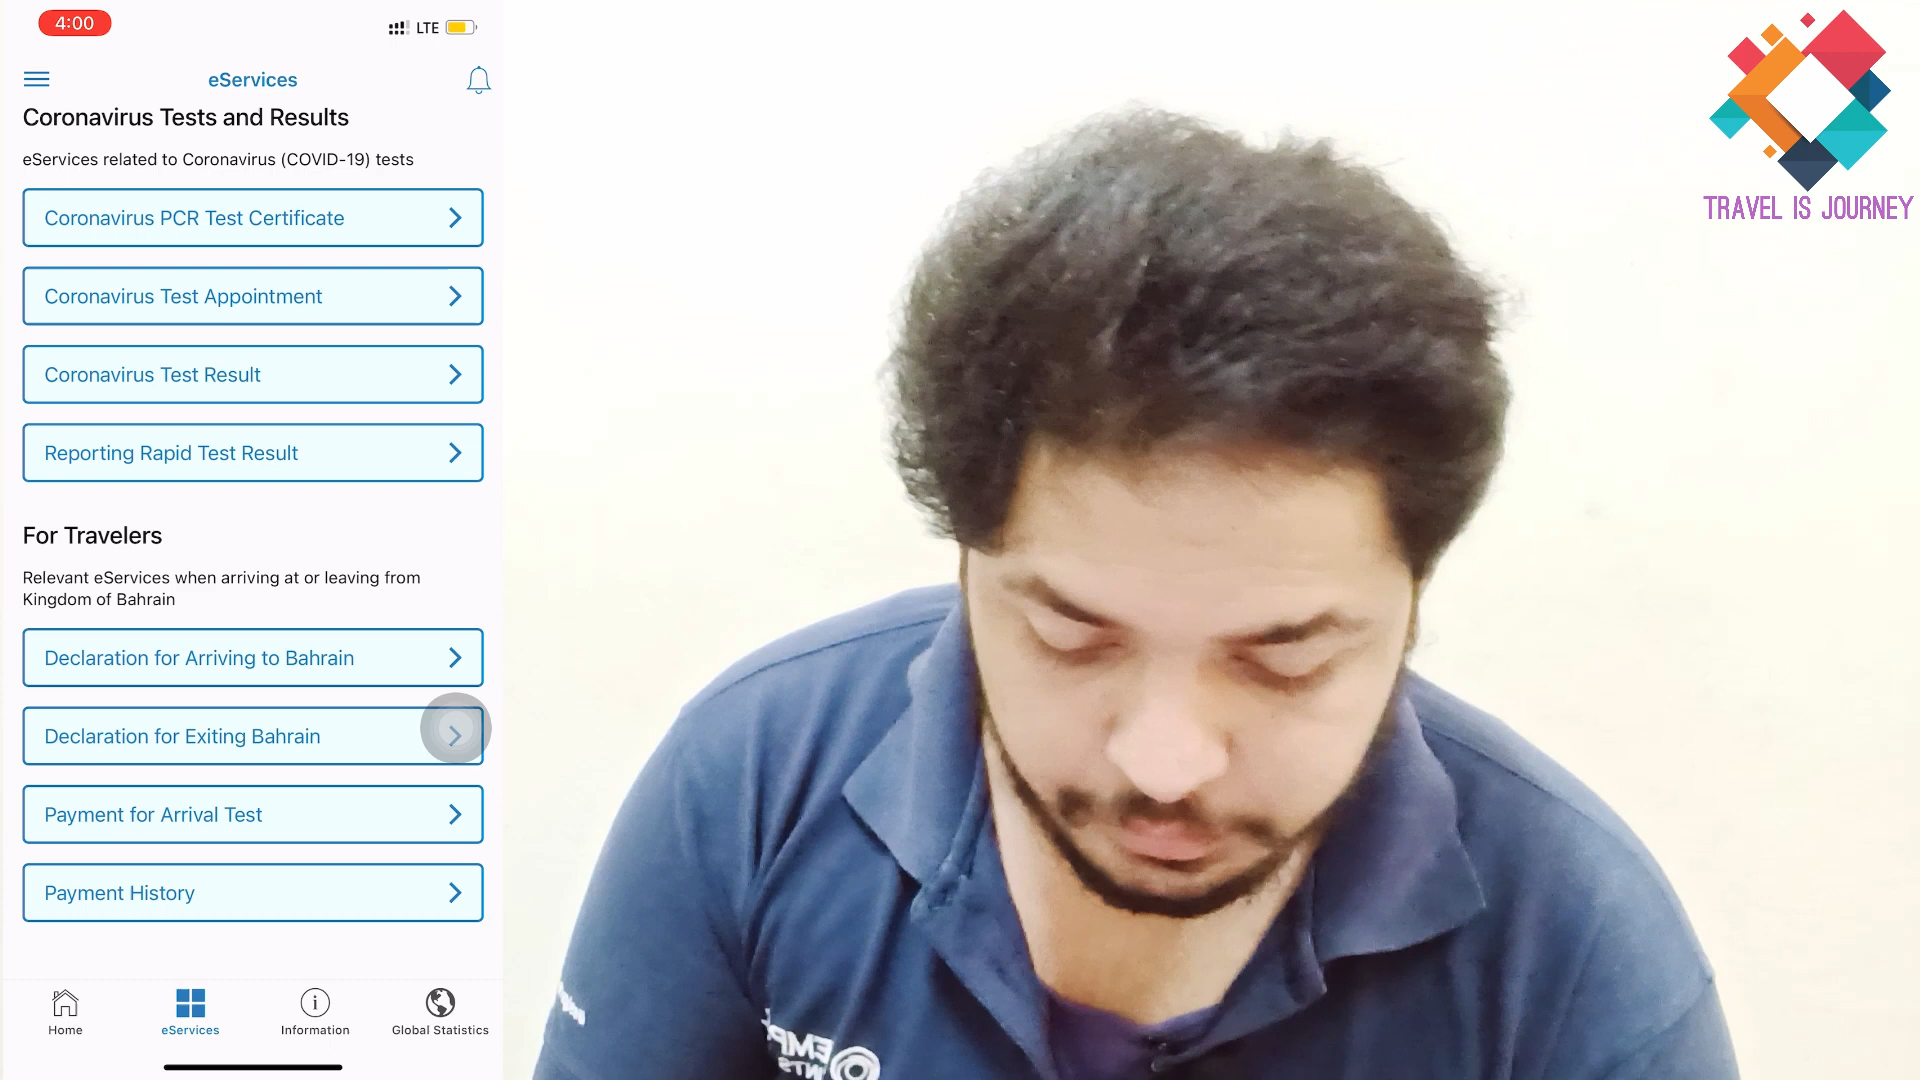 4:00
LTE
eServices
Coronavirus Tests and Results
eServices related to Coronavirus (COVID-19) tests
Coronavirus PCR Test Certificate
Coronavirus Test Appointment
Coronavirus Test Result
Reporting Rapid Test Result
For Travelers
Relevant eServices when arriving at or leaving from
Kingdom of Bahrain
Declaration for Arriving to Bahrain
Declaration for Exiting Bahrain
Payment for Arrival Test
Payment History
Home
eServices
Information
Global Statistics
TRAVEL IS JOURNEY